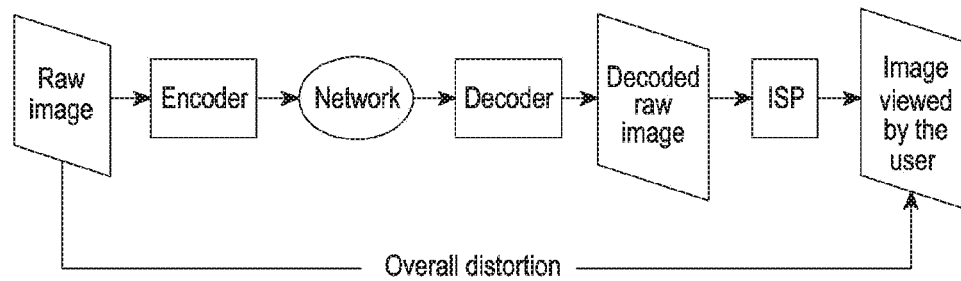 Raw
image
Encoder
Network
Decoder
Decoded
raw
image
ISP
Image
viewed
by the
user
Overall distortion